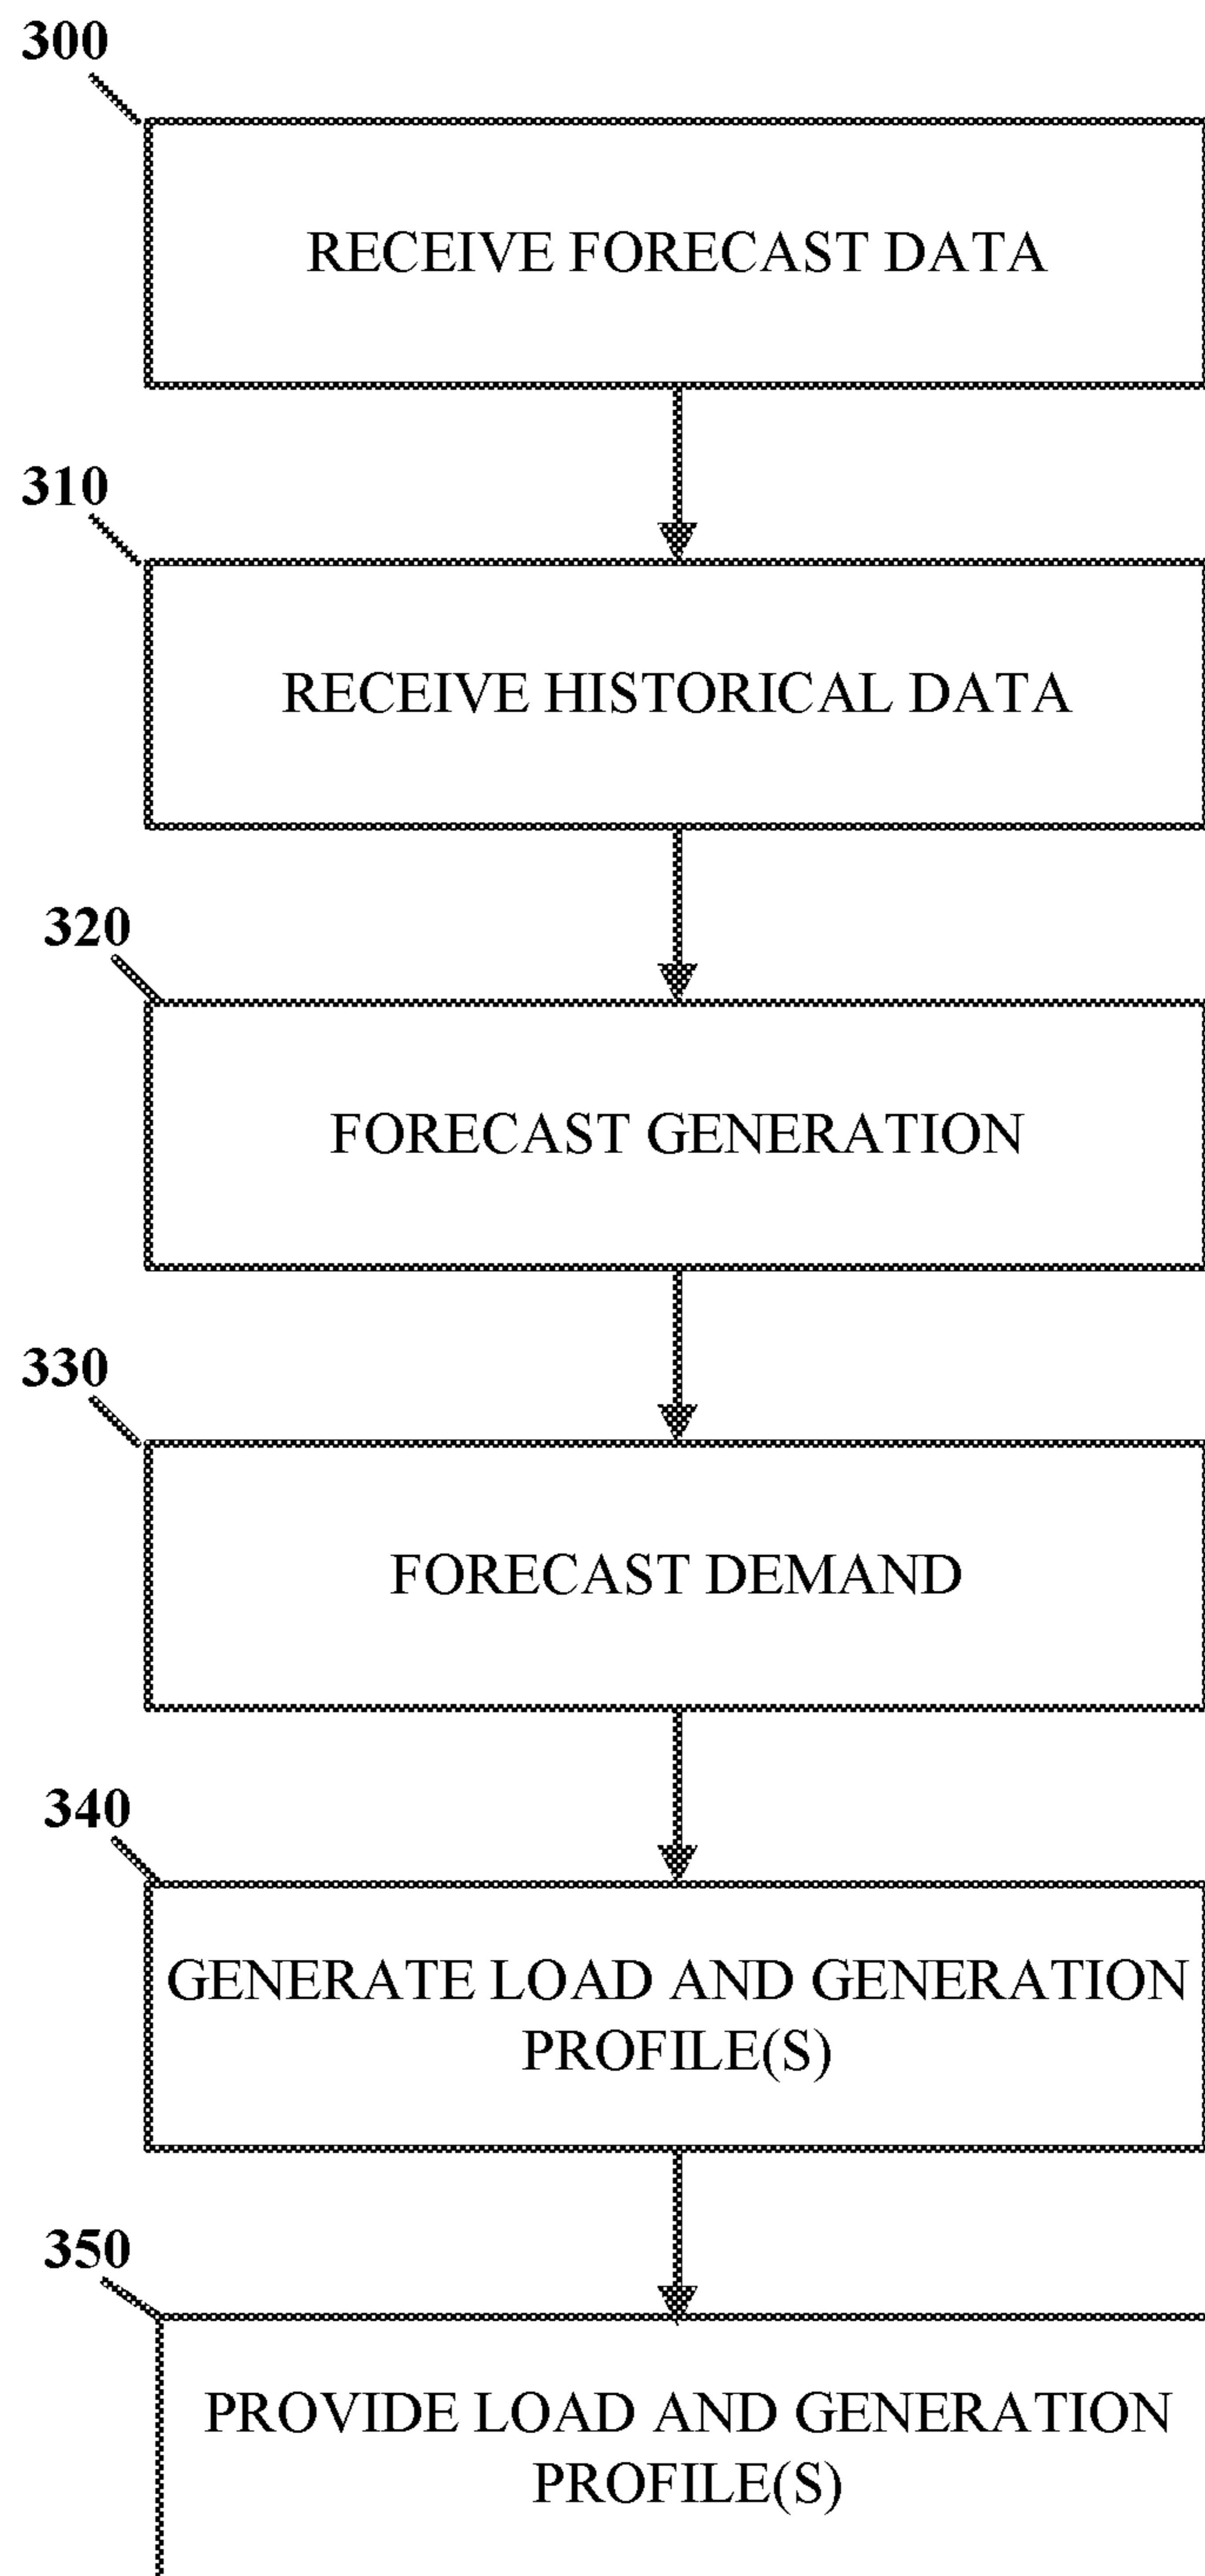 300
RECEIVE FORECAST DATA
310
RECEIVE HISTORICAL DATA
320
FORECAST GENERATION
330
FORECAST DEMAND
340
GENERATE LOAD AND GENERATION
PROFILE(S)
350
PROVIDE LOAD AND GENERATION
PROFILE(S)